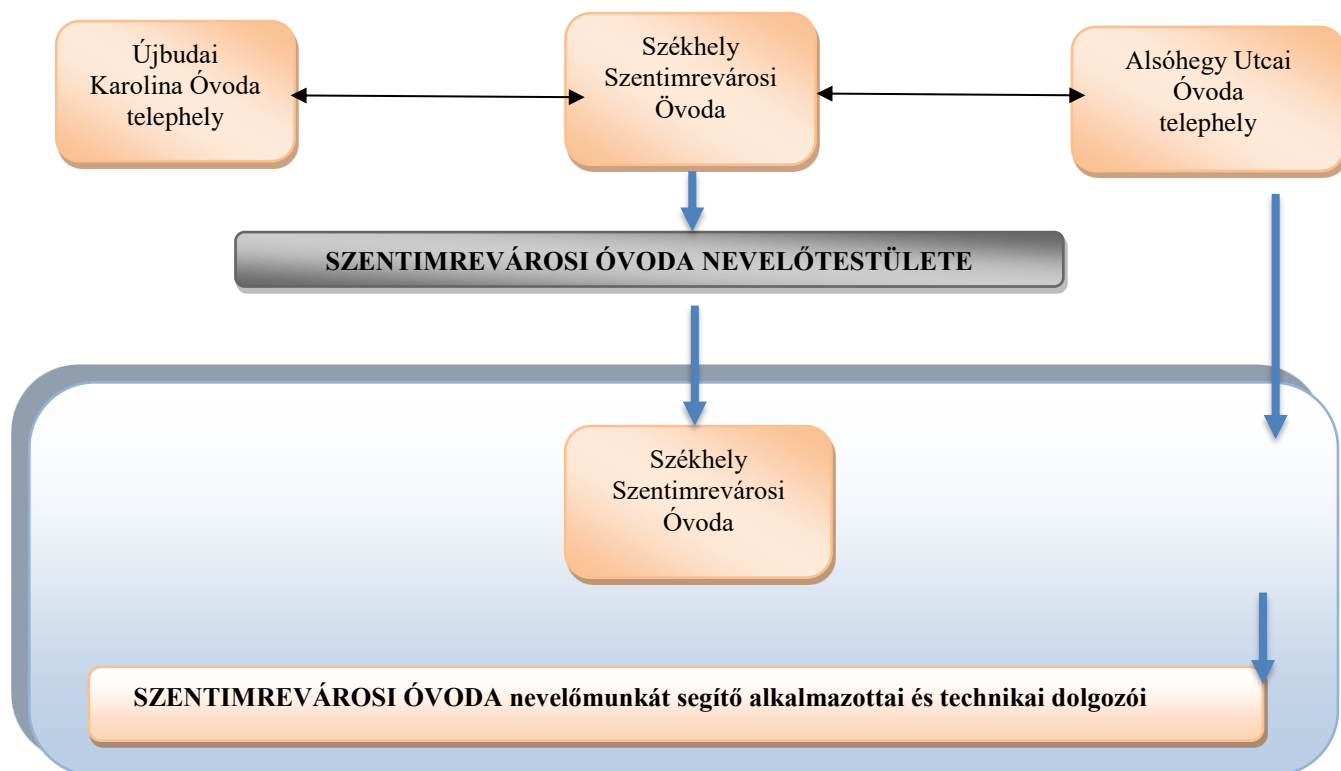 Újbudai
Karolina Óvoda
telephely
Székhely
Szentimrevárosi
Övoda
Alsóhegy Utcai
Óvoda
telephely
SZENTIMREVÁROSI ÓVODA NEVELŐTESTÜLETE
Székhely
Szentimrevárosi
Óvoda
SZENTIMREVÁROSI ÓVODA nevelőmunkát segítő alkalmazottai és technikai dolgozói